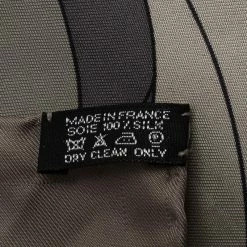 MADE IN FRANCE
SOIE 100% SILK
DRY CLEAN ONLY